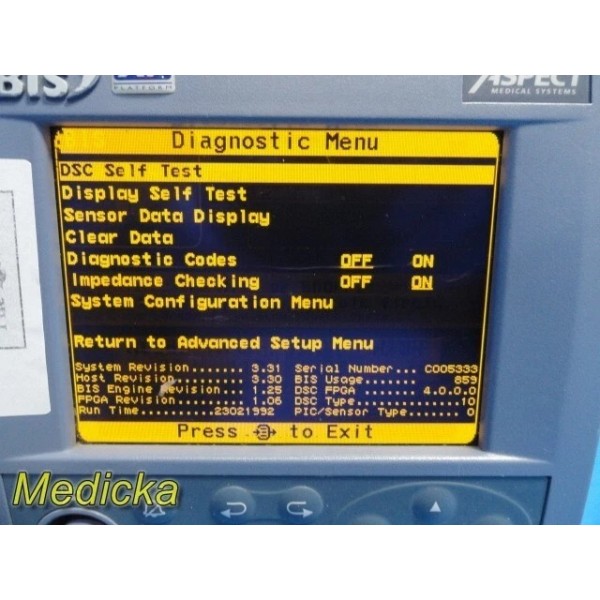 BIS
PLATFORM
ASPECT
MEDICAL SYSTEMS
Diagnostic Menu
DSC Self Test
Display Self Test
Sensor Data Display
Clear Data
Diagnostic Codes OFF ON
Impedance Checking OFF ON
System Configuration Menu
Return to Advanced Setup Menu
System Revision....... 3.31 Serial Number... C005333
Host Revision......... 3.30 BIS Usage....... 859
BIS Engine Revision... 1.25 DSC FPGA ....... 4.0.0.0
FPGA Revision......... 1.06 DSC Type........ 10
Run Time..........23021992 PIC/Sensor Type... 0
Press to Exit
Medicka